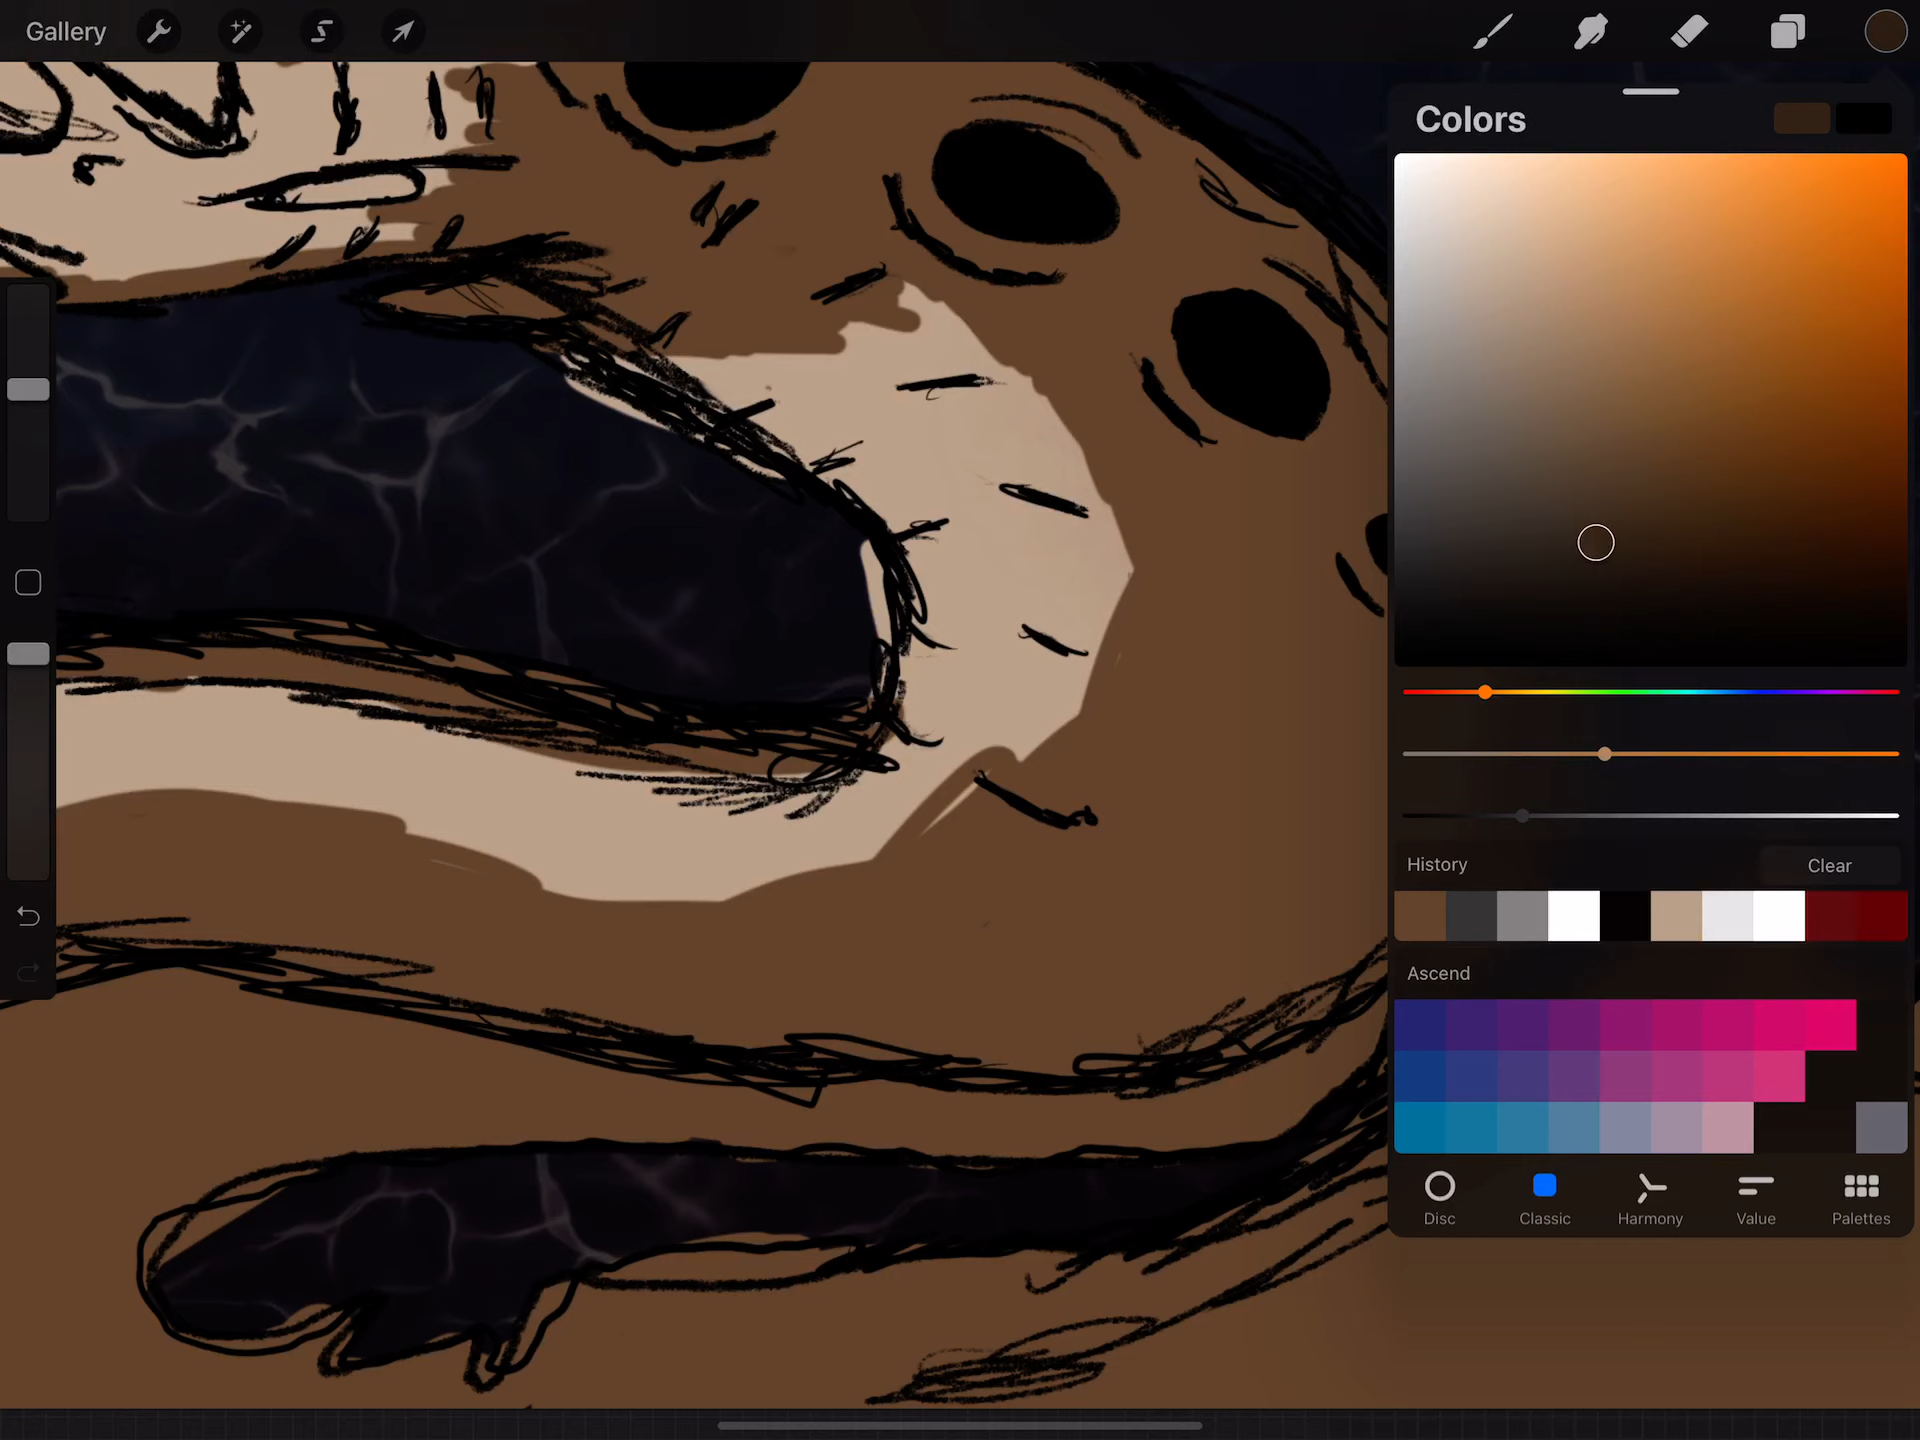 Gallery
Colors
History
Clear
Ascend
Disc
Classic
Harmony
Value
Palettes